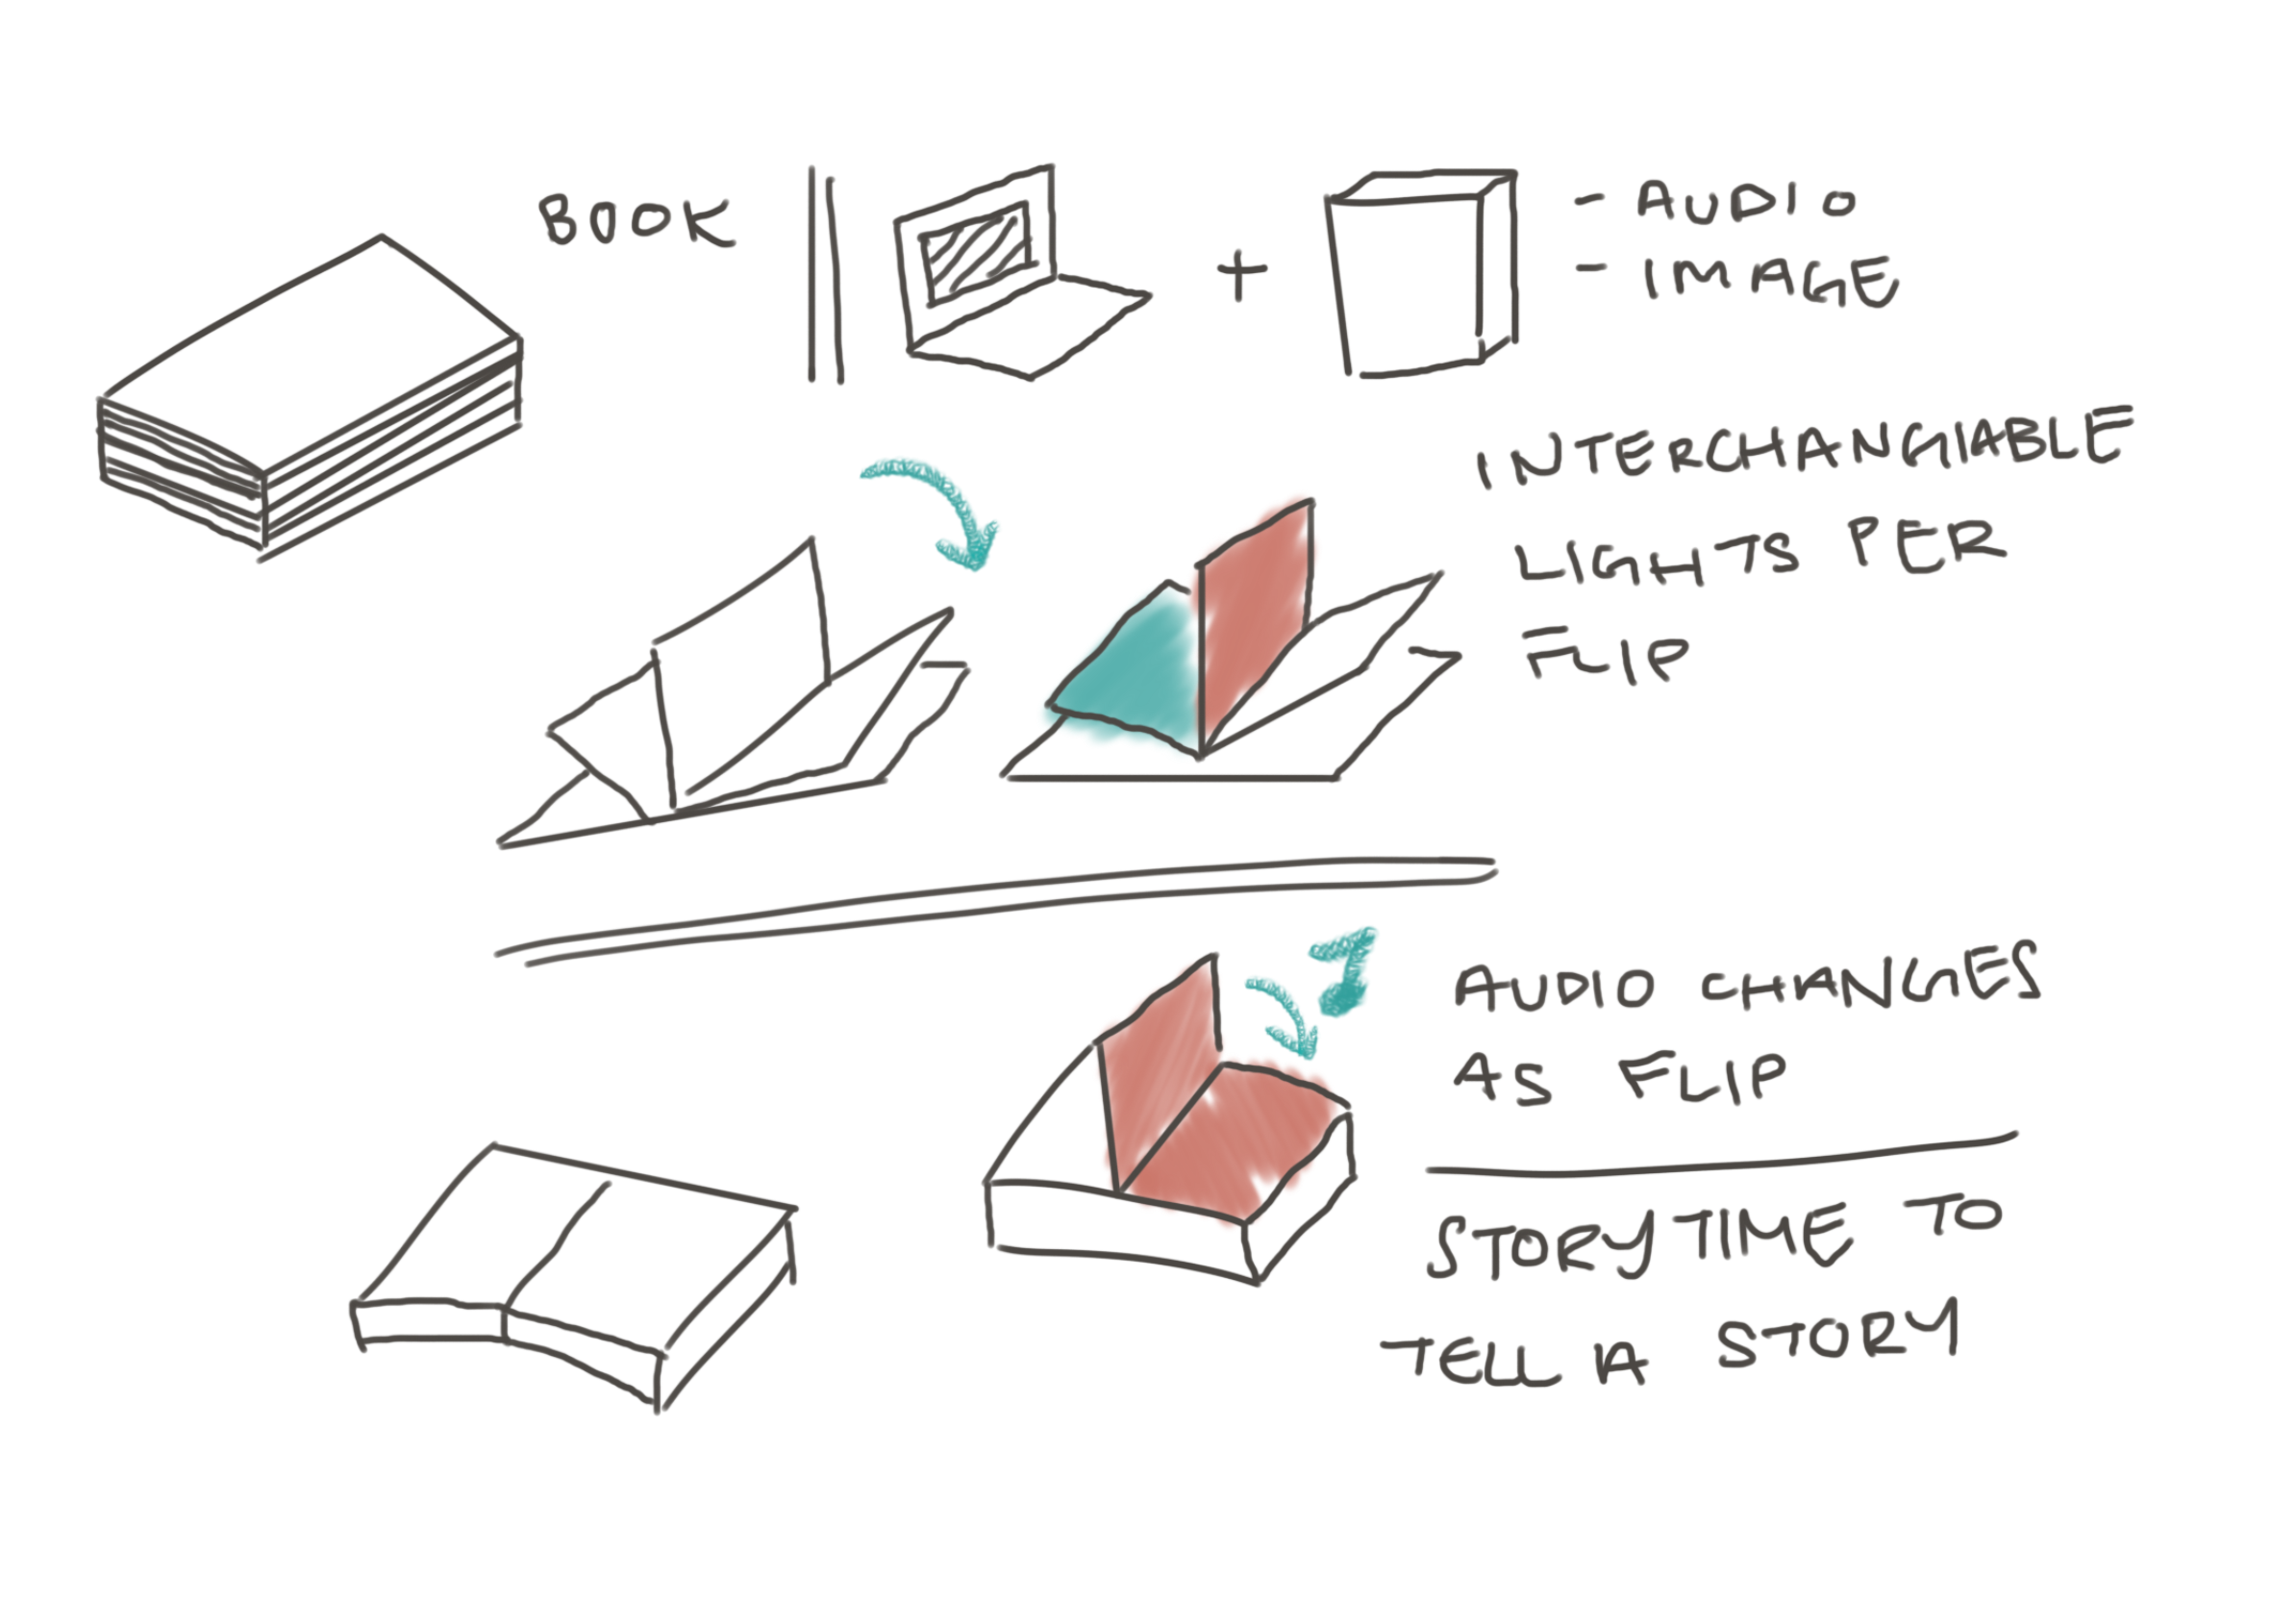 BOOK
+
- AUDIO
- IMAGE
INTERCHANGIABLE
LIGHTS PER
FLIP
AUDIO CHANGES
AS FLIP
STORYTIME TO
TELL A STORY